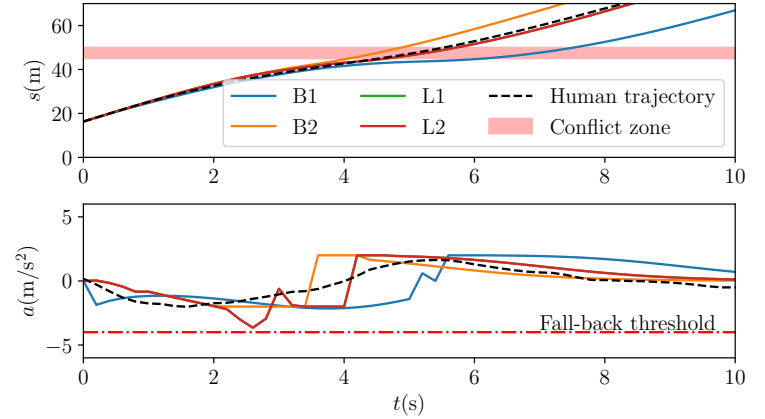 60
40
20
0
s(m)
B1
B2
L1
L2
Human trajectory
Conflict zone
0
2
4
6
8
10
5
0
−5
a(m/s²)
Fall-back threshold
0
2
4
6
8
10
t(s)